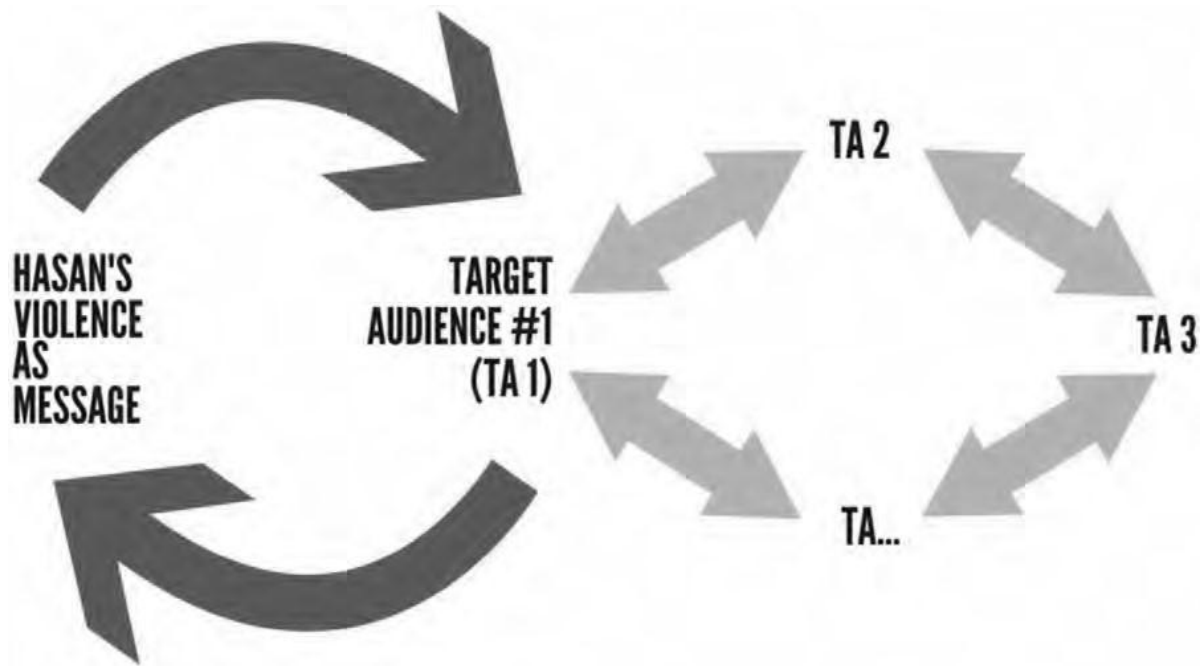 HASAN'S
VIOLENCE
AS
MESSAGE
TARGET
AUDIENCE #1
(TA 1)
TA 2
TA 3
TA...